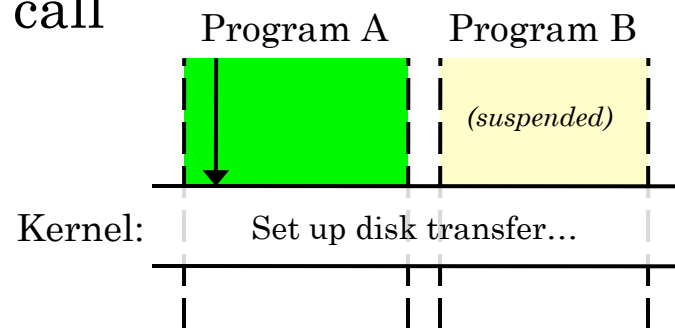 call
Program A Program B
(suspended)
Kernel: Set up disk transfer…